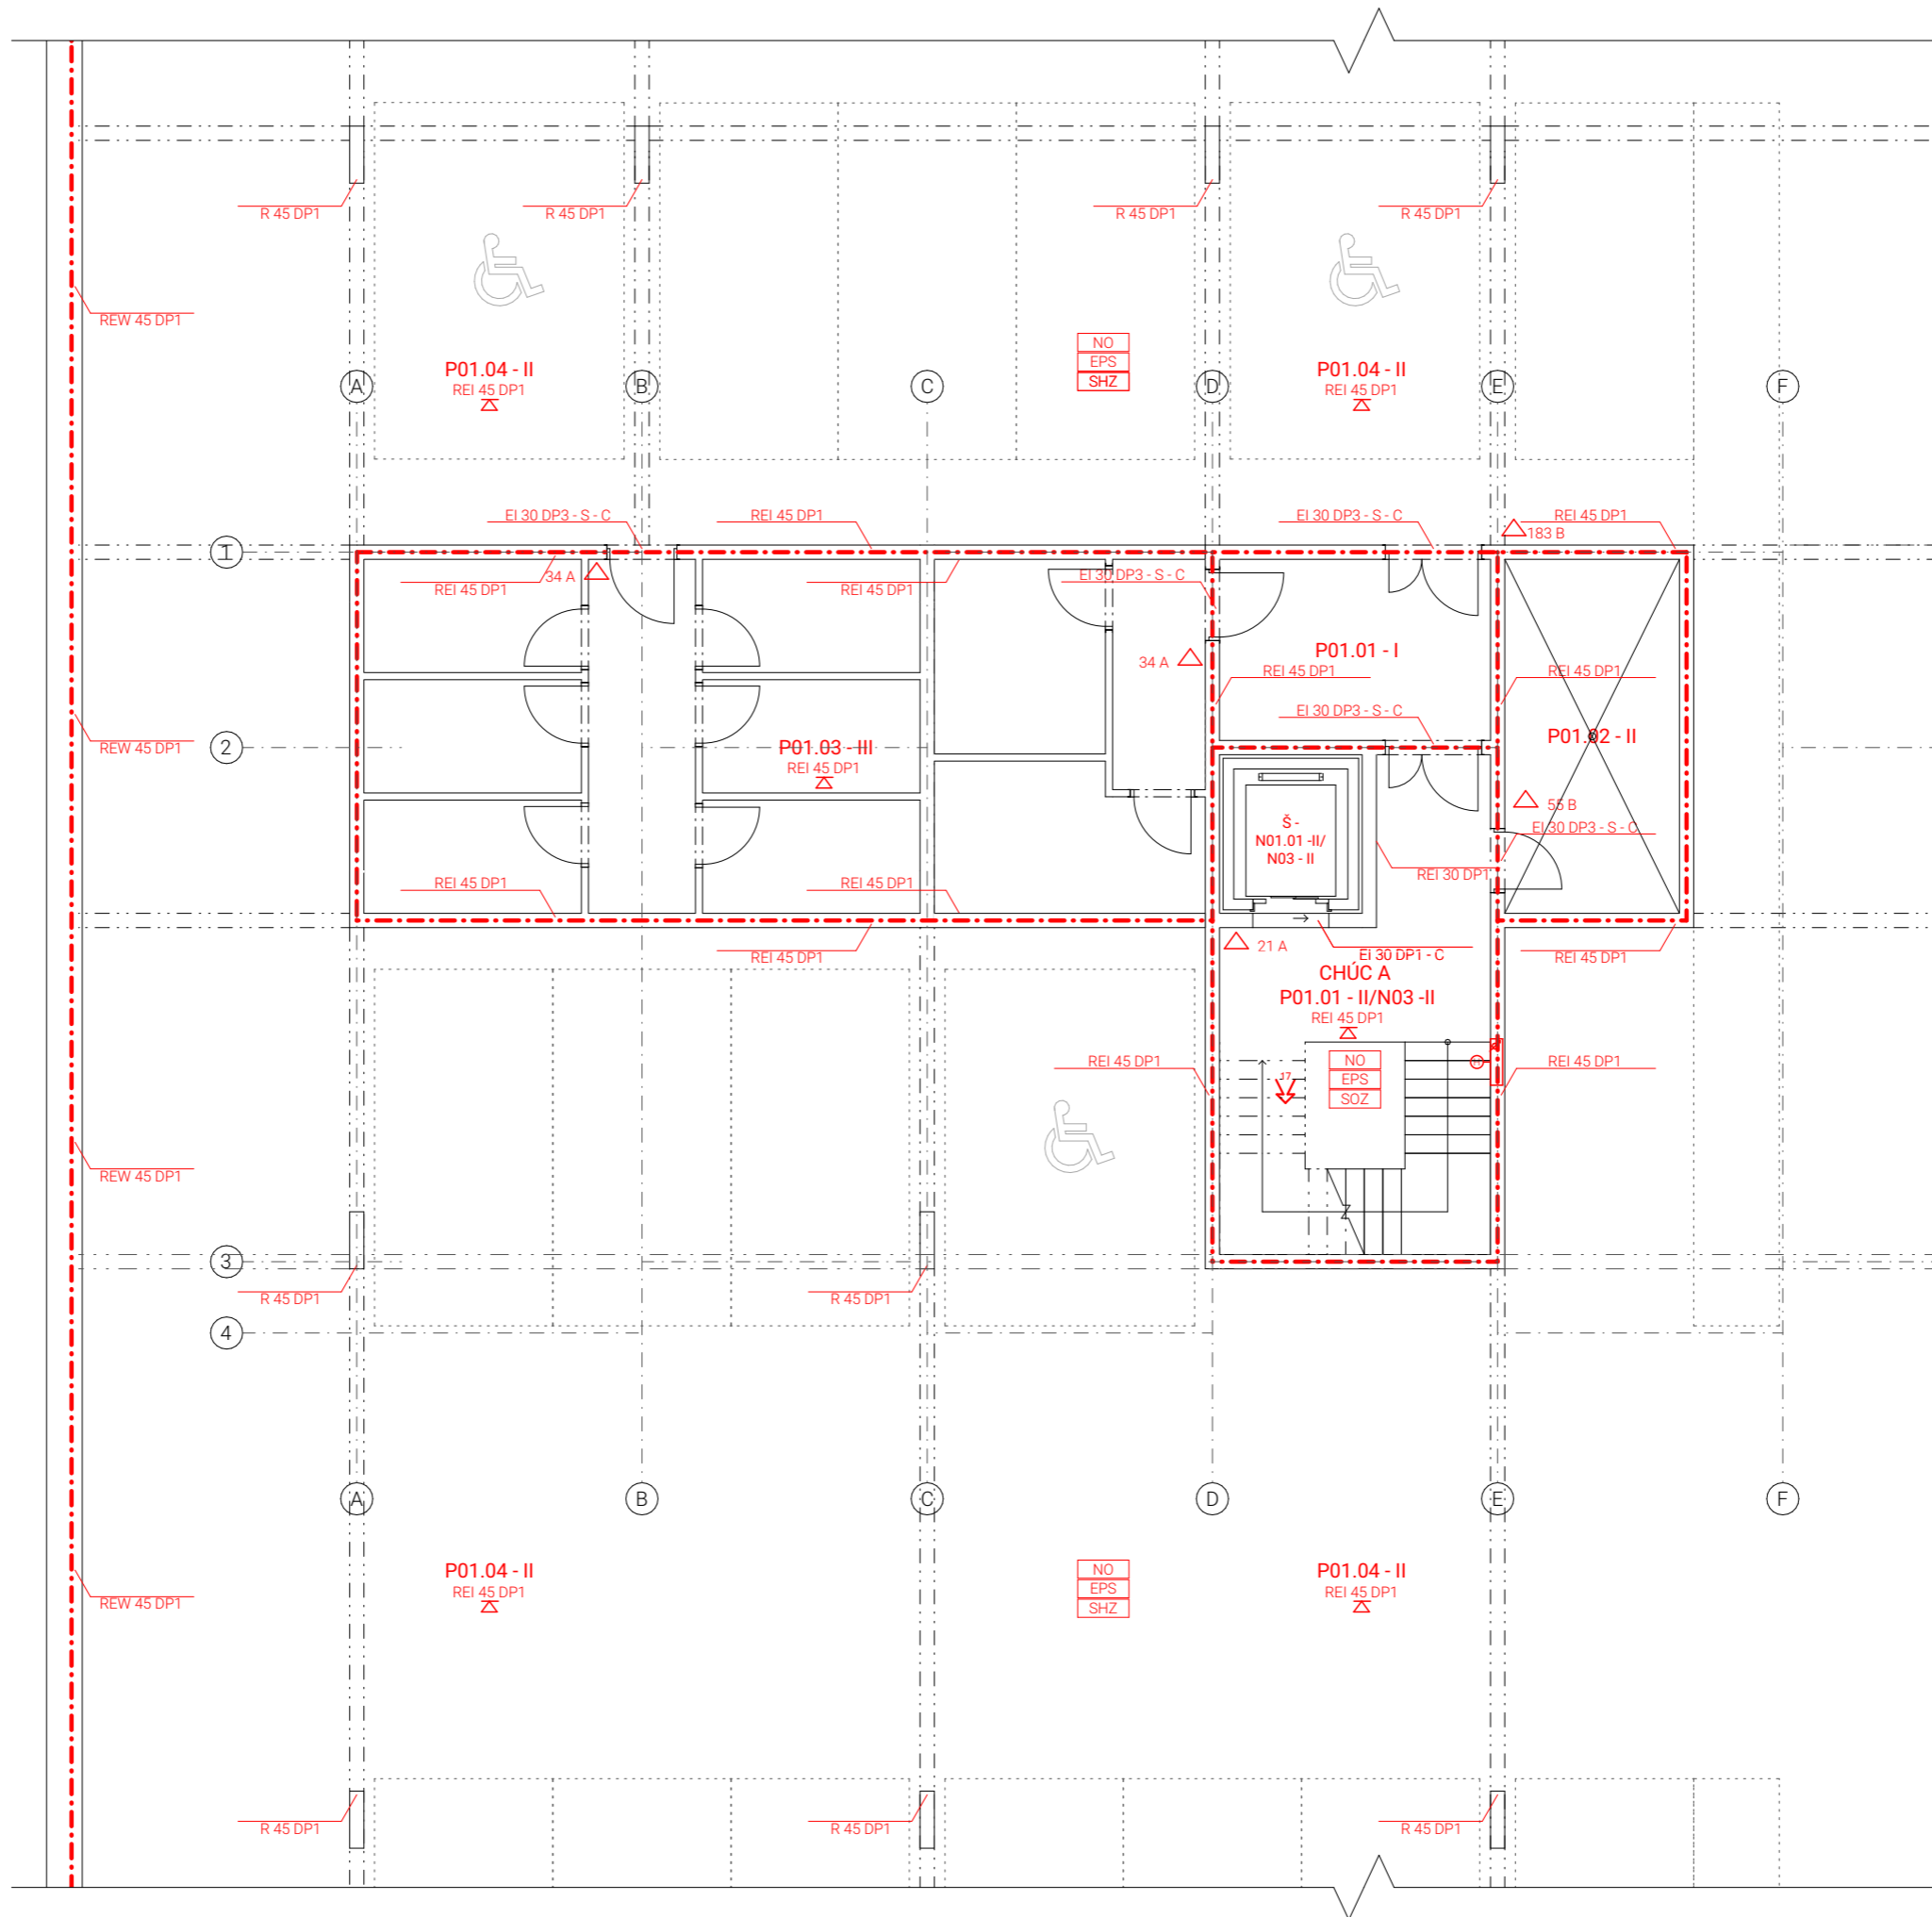 R 45 DP1
R 45 DP1
R 45 DP1
R 45 DP1
REW 45 DP1
NO
EPS
SHZ
P01.04 - II
REI 45 DP1
P01.04 - II
REI 45 DP1
A
B
C
D
E
F
EI 30 DP3 - S - C
REI 45 DP1
EI 30 DP3 - S - C
REI 45 DP1
183 B
1
34 A
REI 45 DP1
REI 45 DP1
EI 30 DP3 - S - C
P01.01 - I
34 A
REI 45 DP1
REI 45 DP1
EI 30 DP3 - S - C
REW 45 DP1
2
P01.03 - III
REI 45 DP1
P01.02 - II
55 B
Š -
N01.01 -II/
N03 - II
EI 30 DP3 - S - C
REI 30 DP1
REI 45 DP1
REI 45 DP1
21 A
REI 45 DP1
EI 30 DP1 - C
REI 45 DP1
CHÚC A
P01.01 - II/N03 -II
REI 45 DP1
REI 45 DP1
NO
EPS
SOZ
REI 45 DP1
17
H
REW 45 DP1
3
R 45 DP1
R 45 DP1
4
A
B
C
D
E
F
P01.04 - II
REI 45 DP1
NO
EPS
SHZ
P01.04 - II
REI 45 DP1
REW 45 DP1
R 45 DP1
R 45 DP1
R 45 DP1